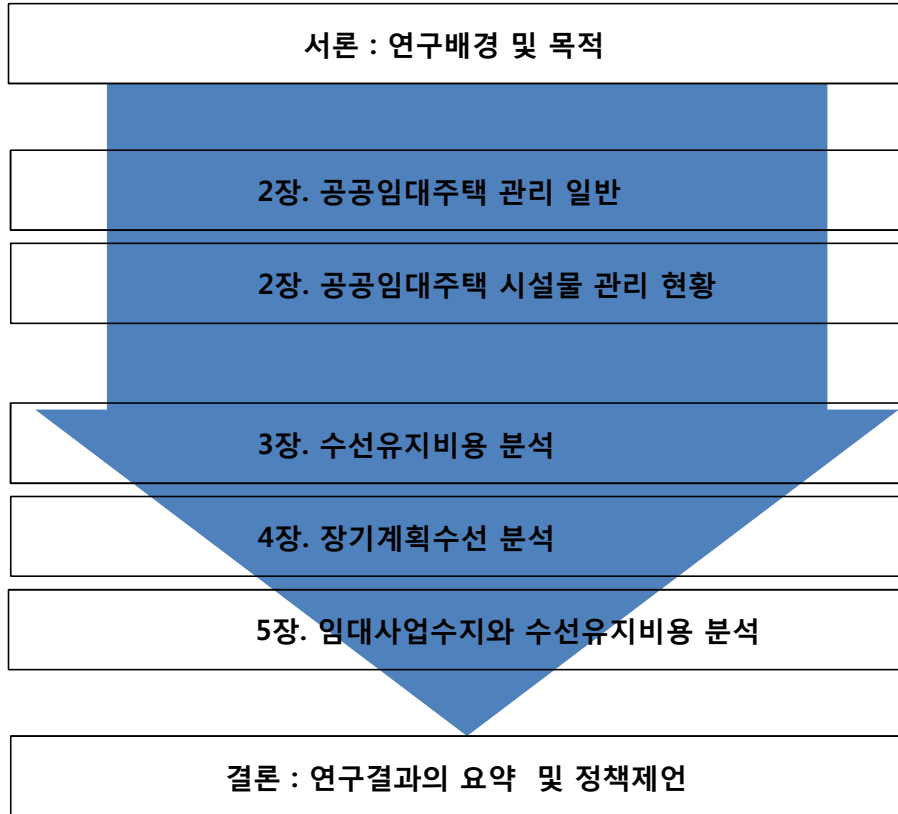 서론 : 연구배경 및 목적
2장. 공공임대주택 관리 일반
2장. 공공임대주택 시설물 관리 현황
3장. 수선유지비용 분석
4장. 장기계획수선 분석
5장. 임대사업수지와 수선유지비용 분석
결론 : 연구결과의 요약  및 정책제언